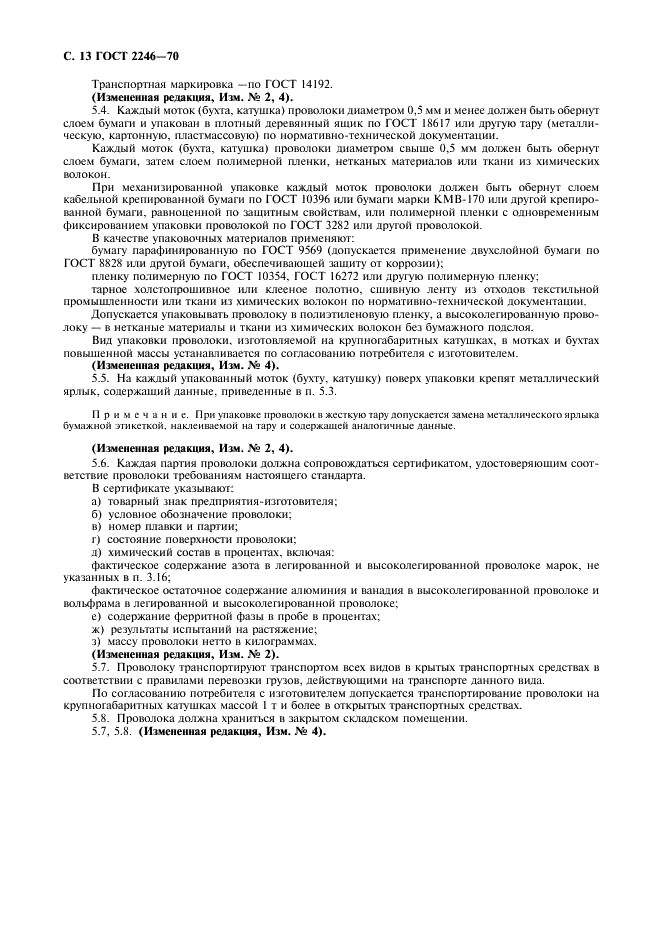 С. 13 ГОСТ 2246—70
Транспортная маркировка —по ГОСТ 14192.
(Измененная редакция, Изм. № 2, 4).
5.4. Каждый моток (бухта, катушка) проволоки диаметром 0,5 мм и менее должен быть обернут
слоем бумаги и упакован в плотный деревянный ящик по ГОСТ 18617 или другую тару (металли-
ческую, картонную, пластмассовую) по нормативно-технической документации.
Каждый моток (бухта, катушка) проволоки диаметром свыше 0,5 мм должен быть обернут
слоем бумаги, затем слоем полимерной пленки, нетканых материалов или ткани из химических
волокон.
При механизированной упаковке каждый моток проволоки должен быть обернут слоем
кабельной крепированной бумаги по ГОСТ 10396 или бумаги марки КМВ-170 или другой крепиро-
ванной бумаги, равноценной по защитным свойствам, или полимерной пленки с одновременным
фиксированием упаковки проволокой по ГОСТ 3282 или другой проволокой.
В качестве упаковочных материалов применяют:
бумагу парафинированную по ГОСТ 9569 (допускается применение двухслойной бумаги по
ГОСТ 8828 или другой бумаги, обеспечивающей защиту от коррозии);
пленку полимерную по ГОСТ 10354, ГОСТ 16272 или другую полимерную пленку;
тарное холстопрошивное или клееное полотно, сшивную ленту из отходов текстильной
промышленности или ткани из химических волокон по нормативно-технической документации.
Допускается упаковывать проволоку в полиэтиленовую пленку, а высоколегированную прово-
локу — в нетканые материалы и ткани из химических волокон без бумажного подслоя.
Вид упаковки проволоки, изготовляемой на крупногабаритных катушках, в мотках и бухтах
повышенной массы устанавливается по согласованию потребителя с изготовителем.
(Измененная редакция, Изм. № 4).
5.5. На каждый упакованный моток (бухту, катушку) поверх упаковки крепят металлический
ярлык, содержащий данные, приведенные в п. 5.3.
Примечание. При упаковке проволоки в жесткую тару допускается замена металлического ярлыка
бумажной этикеткой, наклеиваемой на тару и содержащей аналогичные данные.
(Измененная редакция, Изм. № 2, 4).
5.6. Каждая партия проволоки должна сопровождаться сертификатом, удостоверяющим соот-
ветствие проволоки требованиям настоящего стандарта.
В сертификате указывают:
а) товарный знак предприятия-изготовителя;
б) условное обозначение проволоки;
в) номер плавки и партии;
г) состояние поверхности проволоки;
д) химический состав в процентах, включая:
фактическое содержание азота в легированной и высоколегированной проволоке марок, не
указанных в п. 3.16;
фактическое остаточное содержание алюминия и ванадия в высоколегированной проволоке и
вольфрама в легированной и высоколегированной проволоке;
е) содержание ферритной фазы в пробе в процентах;
ж) результаты испытаний на растяжение;
з) массу проволоки нетто в килограммах.
(Измененная редакция, Изм. № 2).
5.7. Проволоку транспортируют транспортом всех видов в крытых транспортных средствах в
соответствии с правилами перевозки грузов, действующими на транспорте данного вида.
По согласованию потребителя с изготовителем допускается транспортирование проволоки на
крупногабаритных катушках массой 1 т и более в открытых транспортных средствах.
5.8. Проволока должна храниться в закрытом складском помещении.
5.7, 5.8. (Измененная редакция, Изм. № 4).